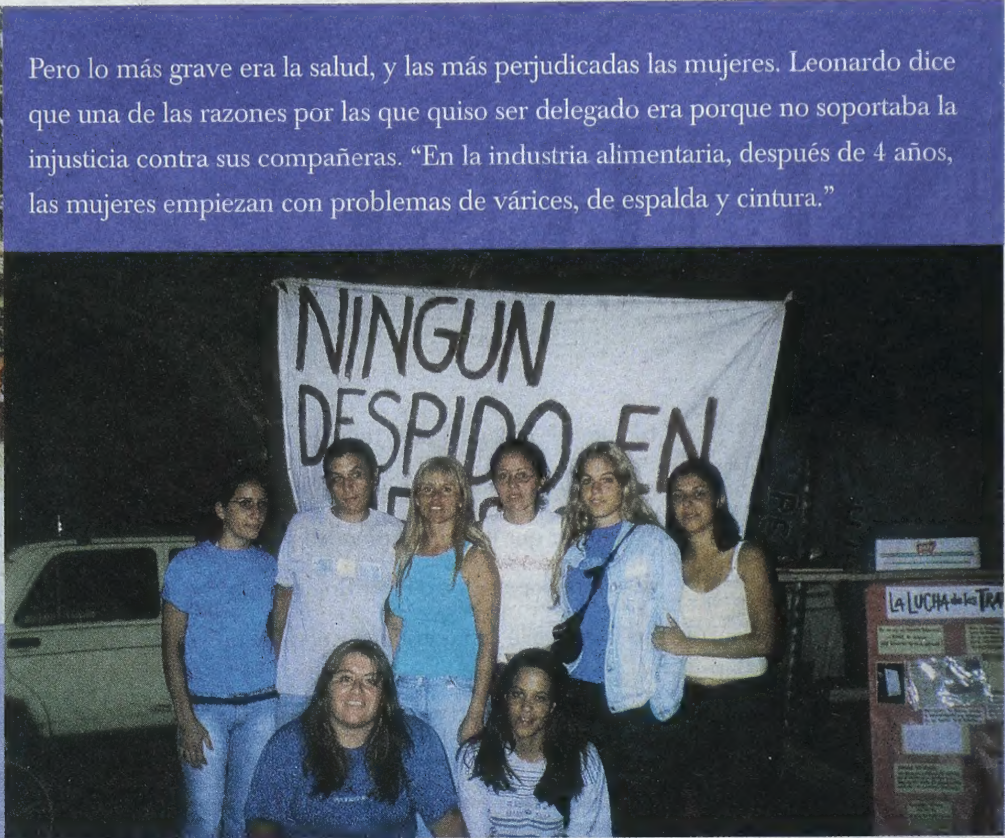 Pero lo más grave era la salud, y las más perjudicadas las mujeres. Leonardo dice
que una de las razones por las que quiso ser delegado era porque no soportaba la
injusticia contra sus compañeras. “En la industria alimentaria, después de 4 años,
las mujeres empiezan con problemas de várices, de espalda y cintura.”
NINGUN
DESPIDO EN
LA LUCHA de los TRA